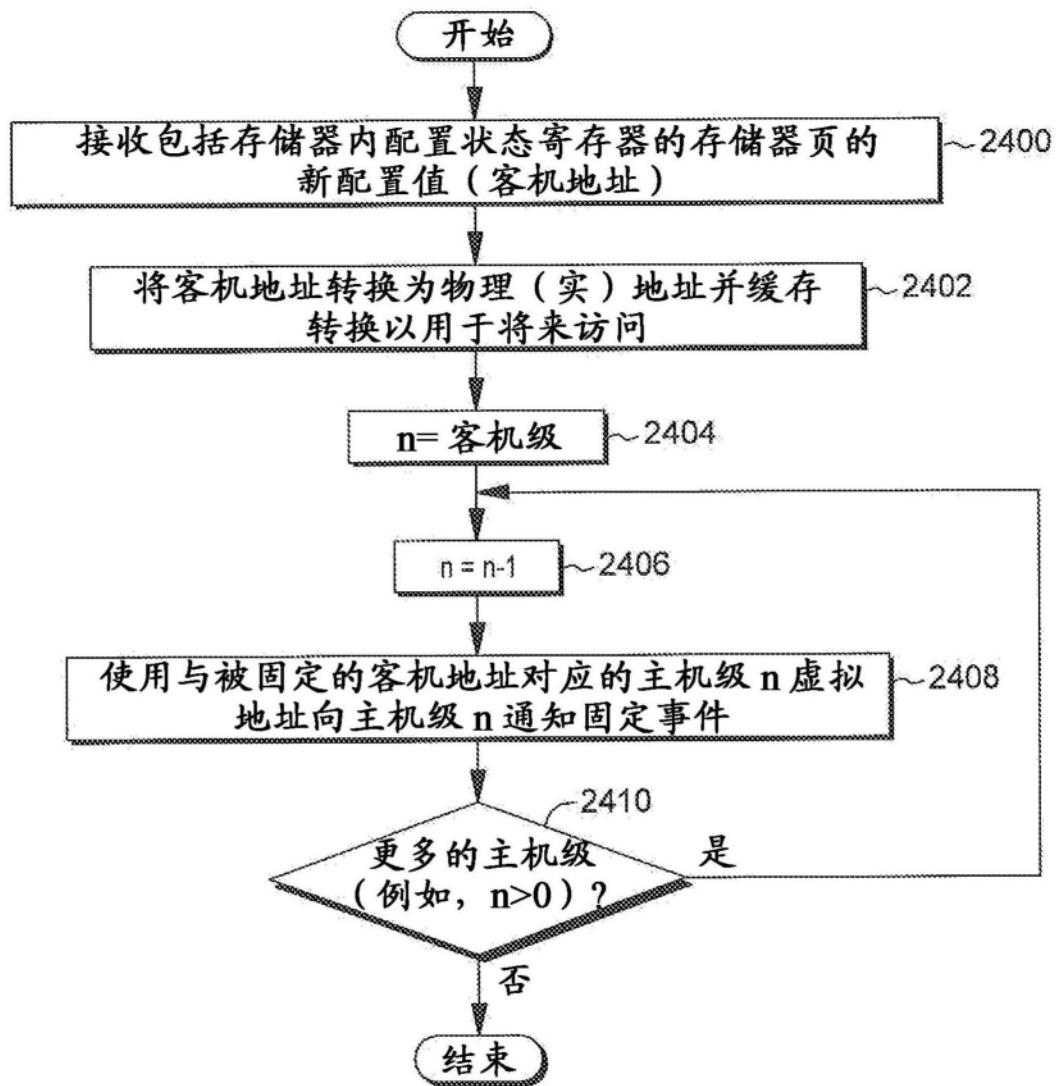 开始
接收包括存储器内配置状态寄存器的存储器页的
新配置值（客机地址）
2400
将客机地址转换为物理（实）地址并缓存
转换以用于将来访问
2402
n= 客机级
2404
n = n-1
2406
使用与被固定的客机地址对应的主机级 n 虚拟
地址向主机级 n 通知固定事件
2408
2410
更多的主机级
（例如，n>0）?
是
否
结束